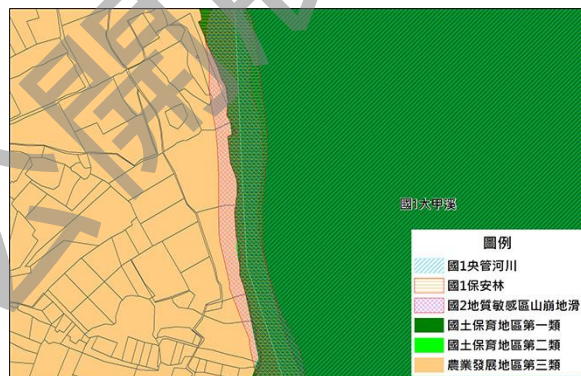 國1大甲溪
圖例
國1央管河川
國1保安林
國2地質敏感區山崩地滑
國土保育地區第一類
國土保育地區第二類
農業發展地區第三類